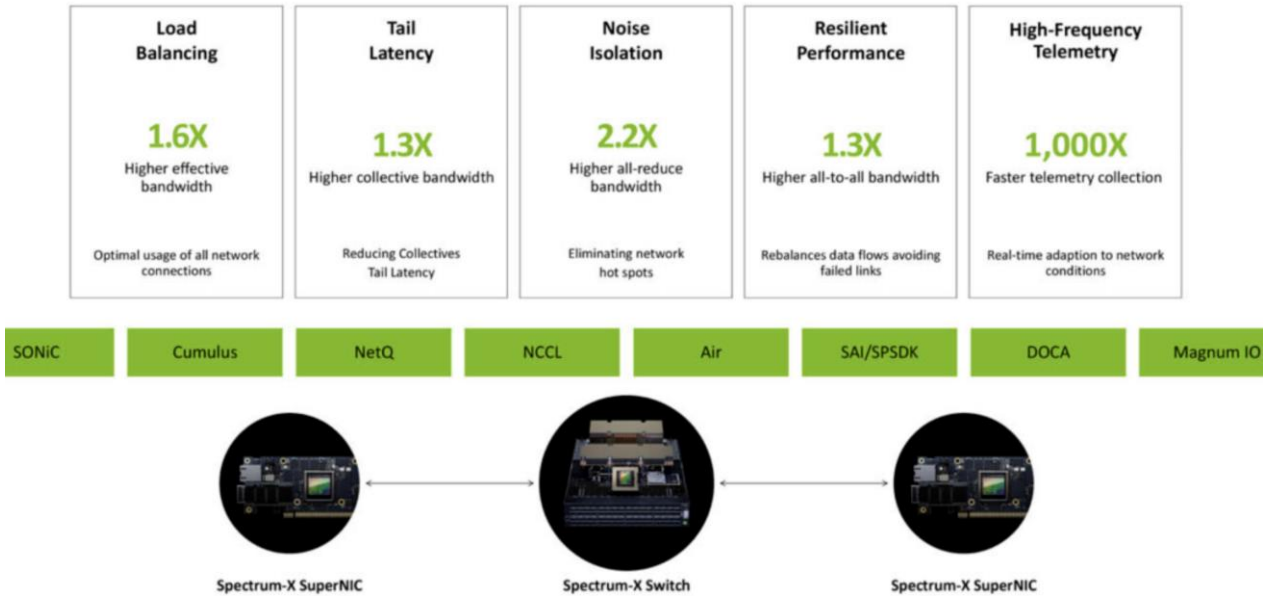 Load
Balancing
1.6X
Higher effective
bandwidth
Optimal usage of all network
connections
Tail
Latency
1.3X
Higher collective bandwidth
Reducing Collectives
Tail Latency
Noise
Isolation
2.2X
Higher all-reduce
bandwidth
Eliminating network
hot spots
Resilient
Performance
1.3X
Higher all-to-all bandwidth
Rebalances data flows avoiding
failed links
High-Frequency
Telemetry
1,000X
Faster telemetry collection
Real-time adaption to network
conditions
SONiC
Cumulus
NetQ
NCCL
Air
SAI/SPSDK
DOCA
Magnum IO
Spectrum-X SuperNIC
Spectrum-X Switch
Spectrum-X SuperNIC